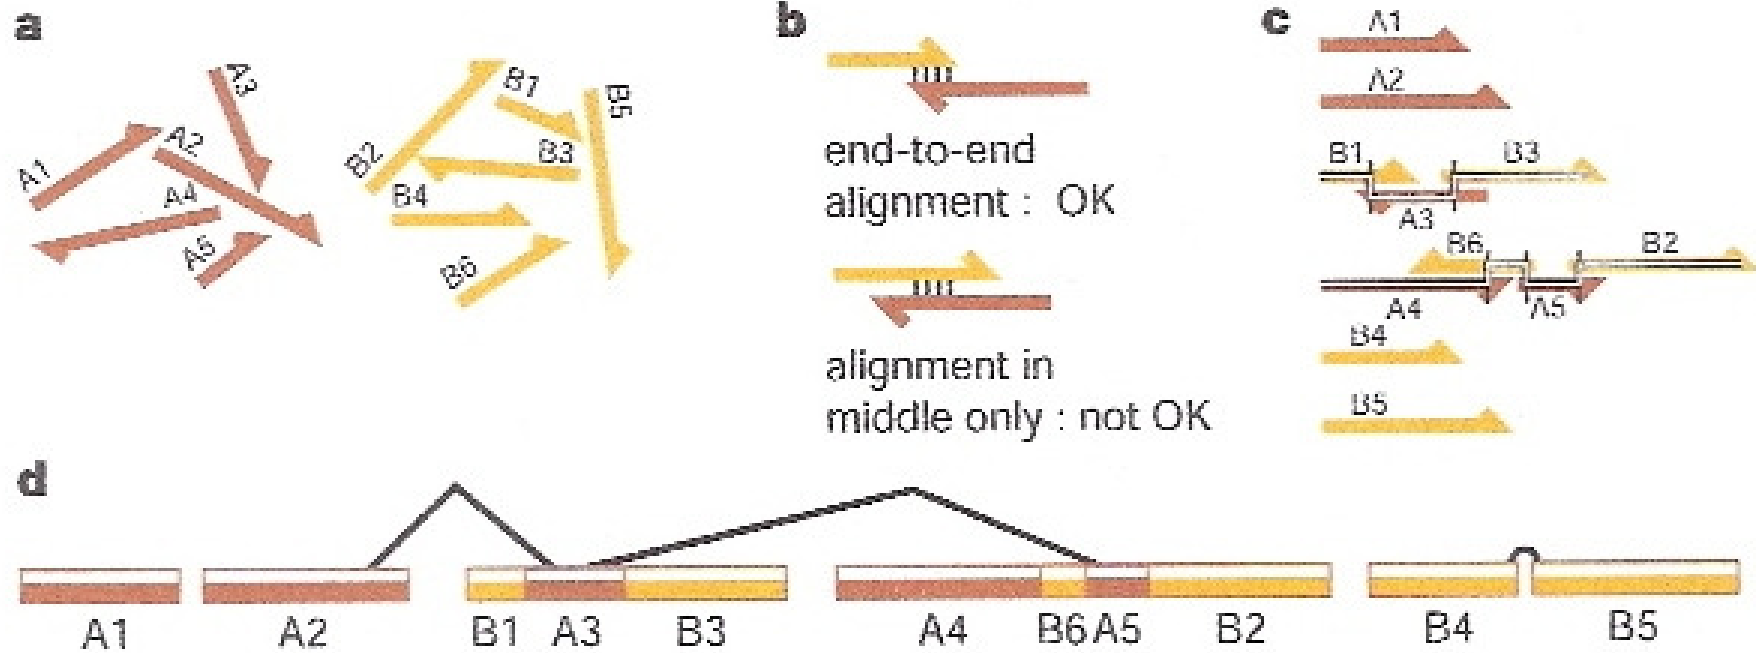 a
A1
A2
A3
A4
A5
B1
B2
B3
B4
B5
B6
b
end-to-end
alignment : OK
alignment in
middle only : not OK
c
A1
A2
B1 B3
A3
B6 B2
A4 A5
B4
B5
d
A1 A2 B1 A3 B3 A4 B6 A5 B2 B4 B5